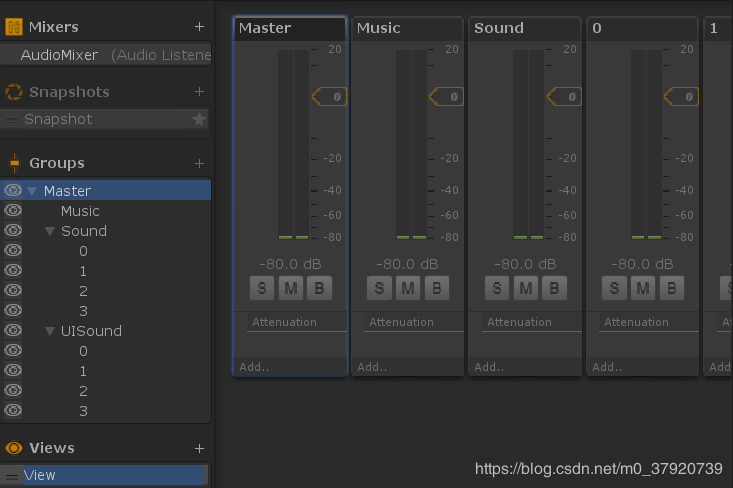 Mixers +
AudioMixer (Audio Listene
Snapshots +
Snapshot
Groups +
Master
Music
Sound
0
1
2
3
UISound
0
1
2
3
Views +
View
Master Music Sound 0 1
20 20 20 20
0 0 0 0
-20 -20 -20 -20
-40 -40 -40 -40
-60 -60 -60 -60
-80 -80 -80 -80
-80.0 dB -80.0 dB -80.0 dB -80.0 dB
S M B S M B S M B S M B
Attenuation Attenuation Attenuation Attenuation At
Add.. Add.. Add.. Add.. Add
https://blog.csdn.net/m0_37920739